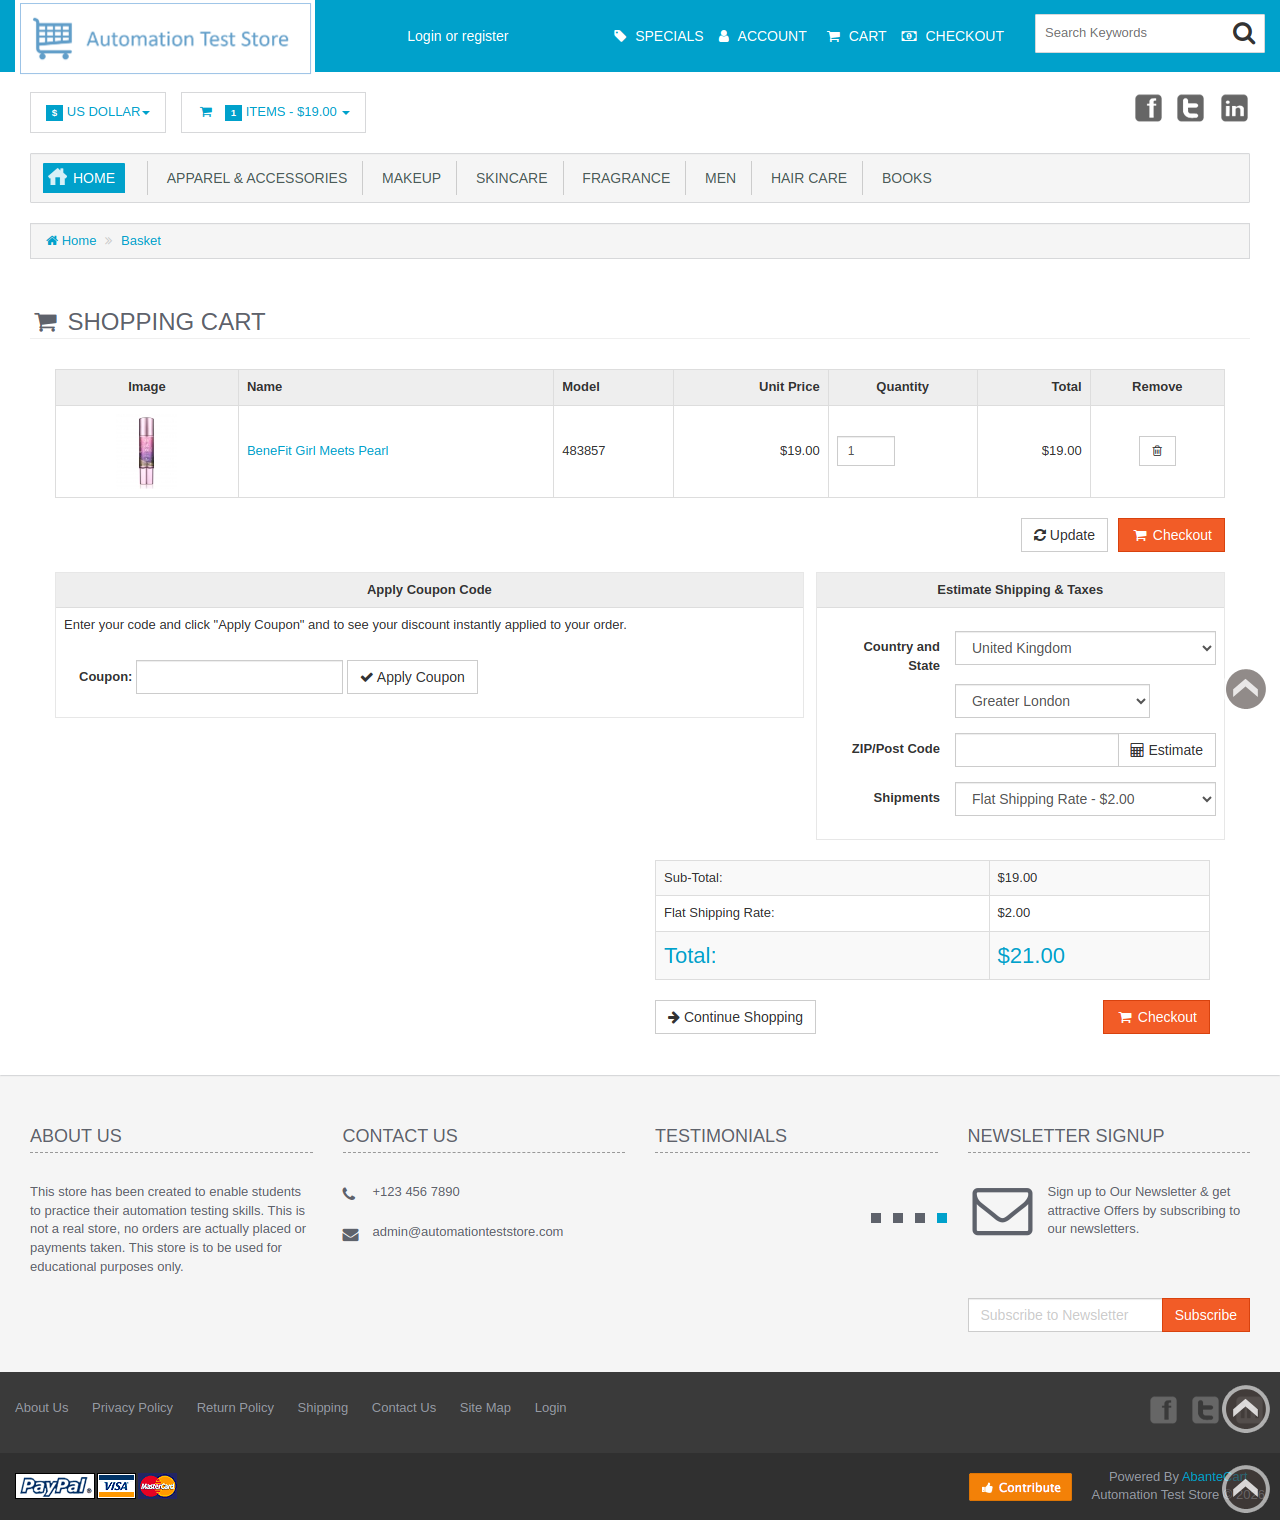 Automation Test Store
Login or register
SPECIALS
ACCOUNT
CART
CHECKOUT
Search Keywords
$ US DOLLAR
1 ITEMS - $19.00
HOME
APPAREL & ACCESSORIES
MAKEUP
SKINCARE
FRAGRANCE
MEN
HAIR CARE
BOOKS
Home
Basket
SHOPPING CART
Image Name Model Unit Price Quantity Total Remove
BeneFit Girl Meets Pearl 483857 $19.00 1 $19.00
Update
Checkout
Apply Coupon Code
Enter your code and click "Apply Coupon" and to see your discount instantly applied to your order.
Coupon:
Apply Coupon
Estimate Shipping & Taxes
Country and
State
United Kingdom
Greater London
ZIP/Post Code
Estimate
Shipments
Flat Shipping Rate - $2.00
Sub-Total: $19.00
Flat Shipping Rate: $2.00
Total: $21.00
Continue Shopping
Checkout
ABOUT US
This store has been created to enable students
to practice their automation testing skills. This is
not a real store, no orders are actually placed or
payments taken. This store is to be used for
educational purposes only.
CONTACT US
+123 456 7890
admin@automationteststore.com
TESTIMONIALS
NEWSLETTER SIGNUP
Sign up to Our Newsletter & get
attractive Offers by subscribing to
our newsletters.
Subscribe to Newsletter
Subscribe
About Us
Privacy Policy
Return Policy
Shipping
Contact Us
Site Map
Login
PayPal
VISA
MasterCard
Contribute
Powered By
Automation Test Store